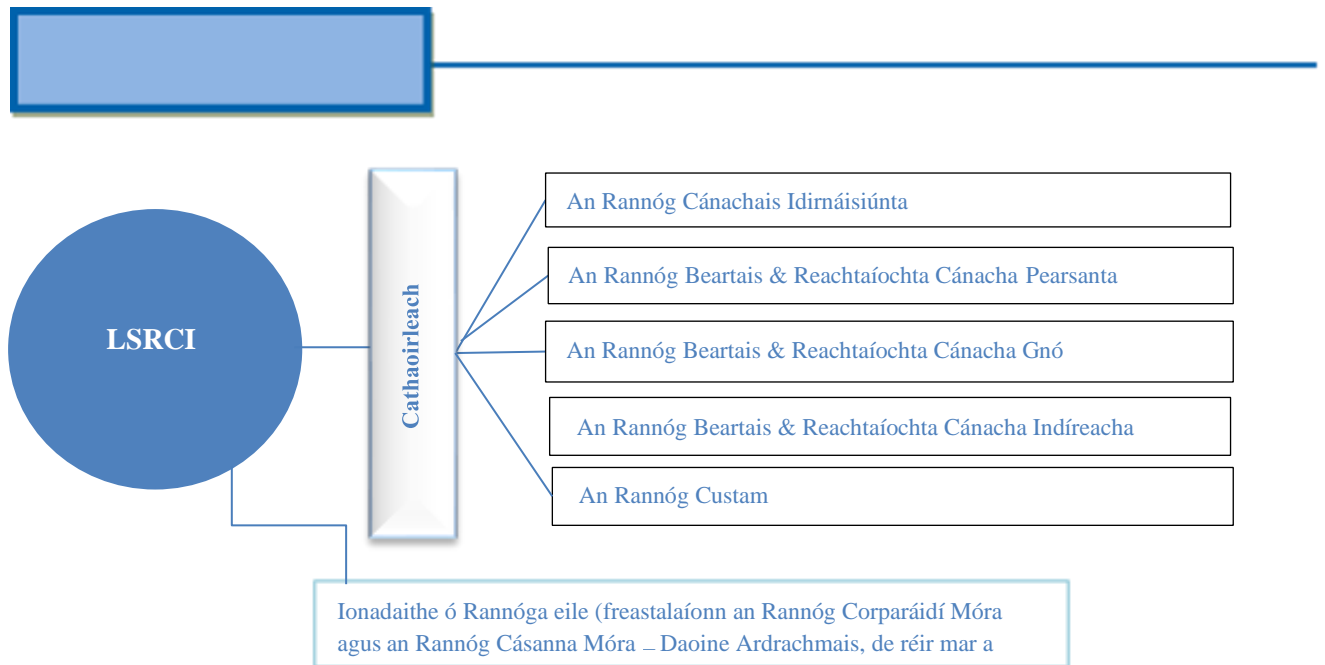 LSRCI
Cathaoirleach
An Rannóg Cánachais Idirnáisiúnta
An Rannóg Beartais & Reachtaíochta Cánacha Pearsanta
An Rannóg Beartais & Reachtaíochta Cánacha Gnó
An Rannóg Beartais & Reachtaíochta Cánacha Indíreacha
An Rannóg Custam
Ionadaithe ó Rannóga eile (freastalaíonn an Rannóg Corparáidí Móra
agus an Rannóg Cásanna Móra – Daoine Ardrachmais, de réir mar a